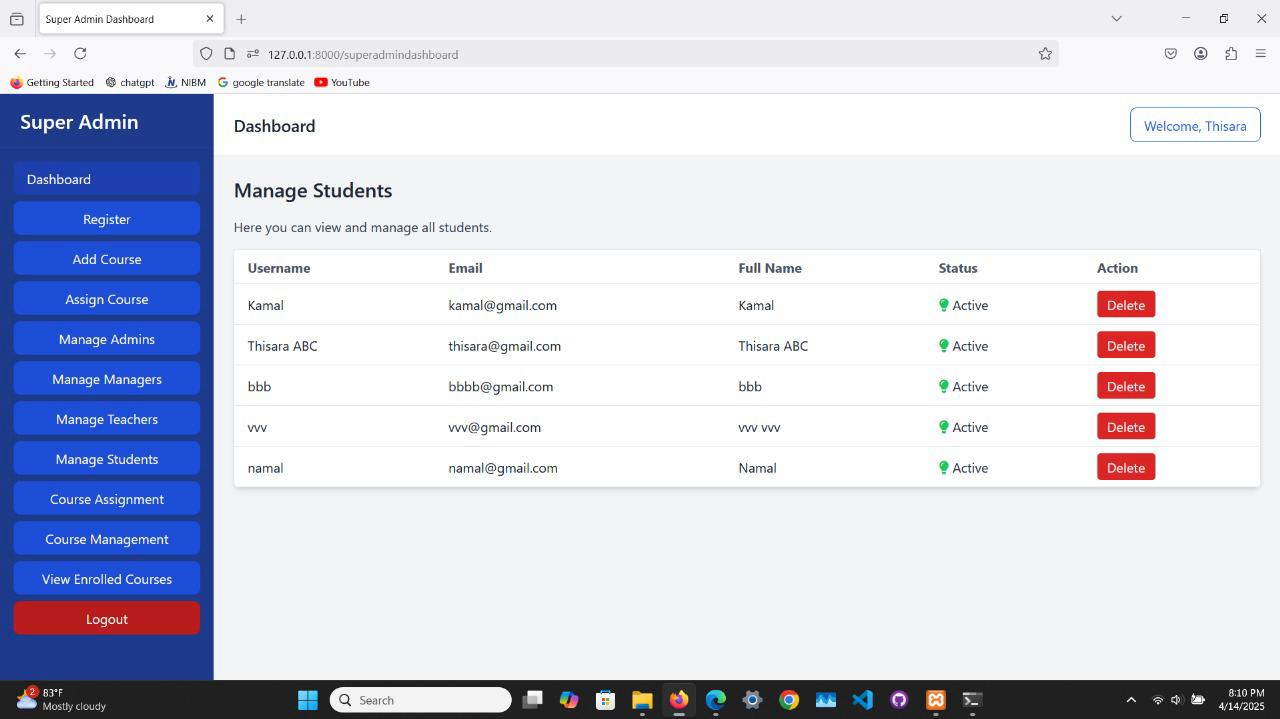 Super Admin Dashboard
127.0.0.1:8000/superadmindashboard
Getting Started chatgpt NIBM google translate YouTube
Super Admin
Dashboard
Register
Add Course
Assign Course
Manage Admins
Manage Managers
Manage Teachers
Manage Students
Course Assignment
Course Management
View Enrolled Courses
Logout
Dashboard
Welcome, Thisara
Manage Students
Here you can view and manage all students.
Username Email Full Name Status Action
Kamal kamal@gmail.com Kamal Active Delete
Thisara ABC thisara@gmail.com Thisara ABC Active Delete
bbb bbbb@gmail.com bbb Active Delete
vvv vvv@gmail.com vvv vvv Active Delete
namal namal@gmail.com Namal Active Delete
2
83°F
Mostly cloudy
Search
8:10 PM
4/14/2025